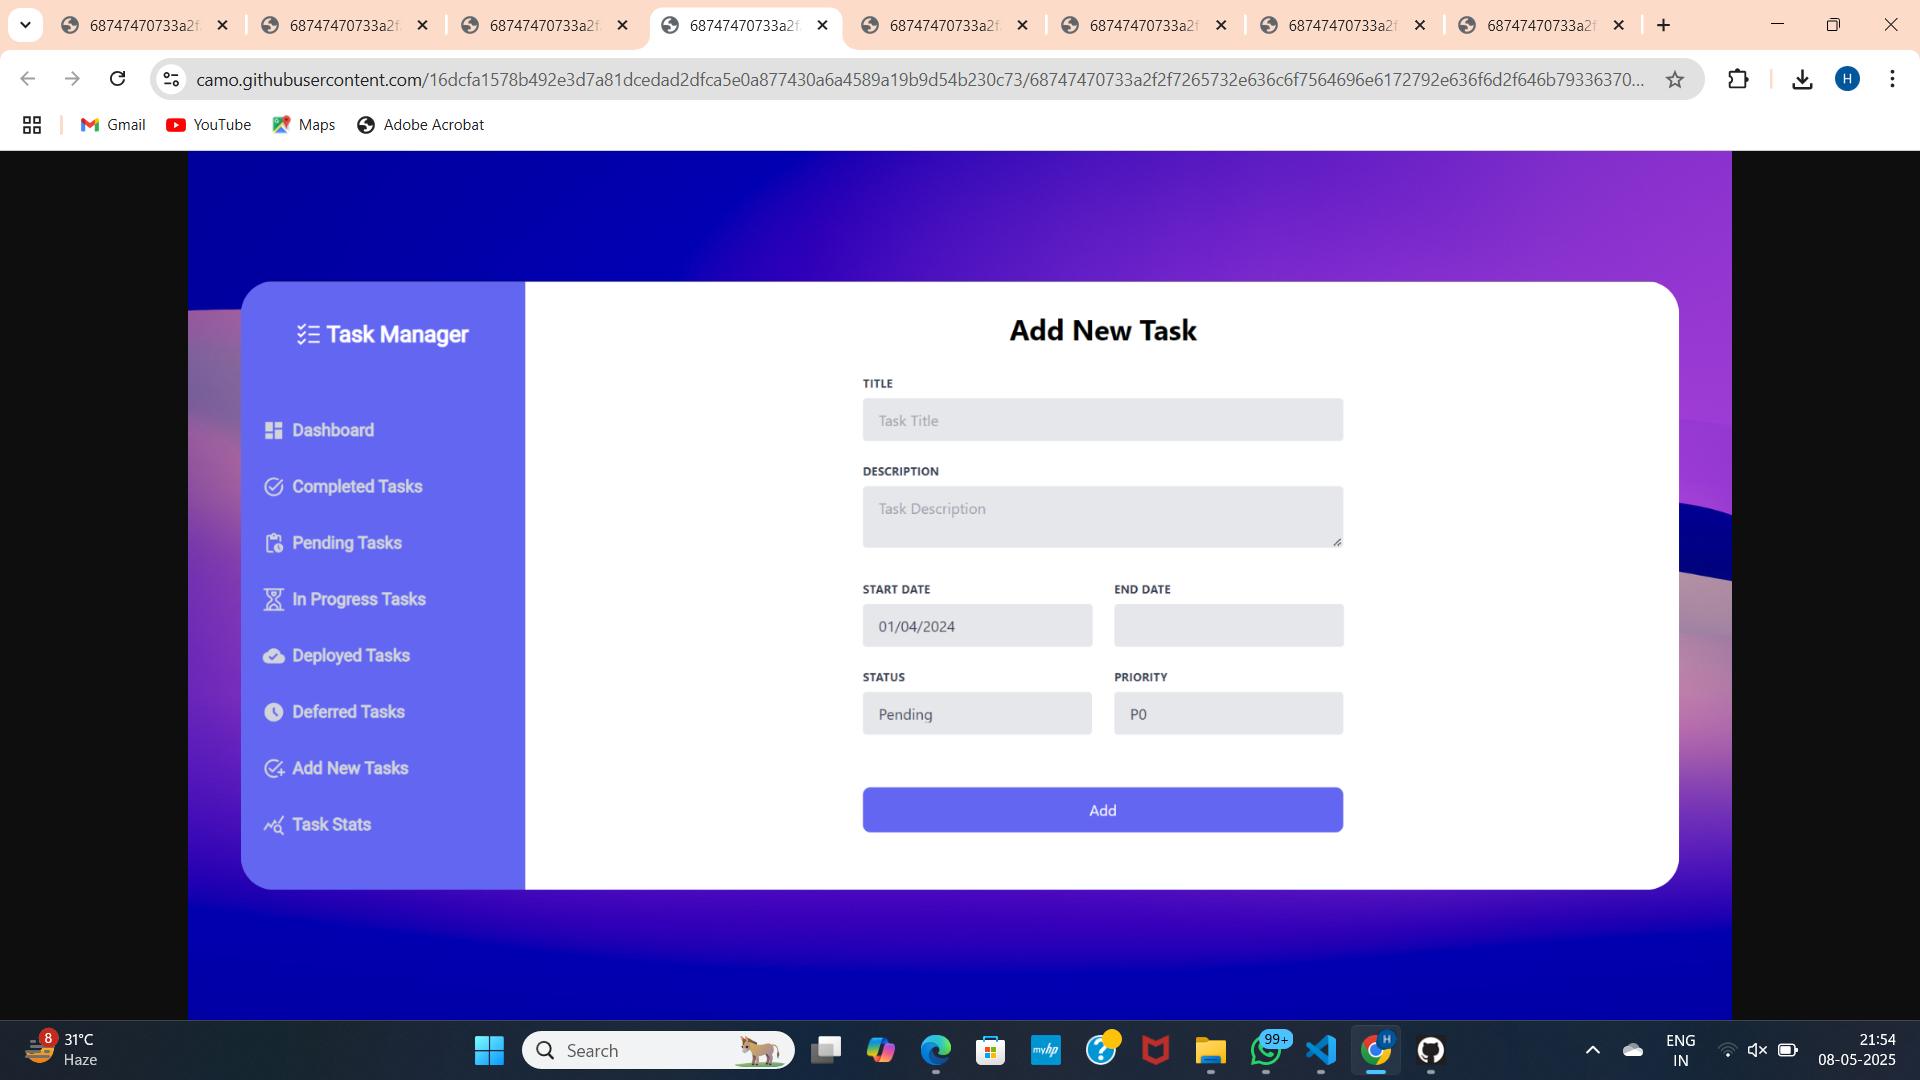 68747470733a2f
68747470733a2f
68747470733a2f
68747470733a2f
68747470733a2f
68747470733a2f
68747470733a2f
68747470733a2f
camo.githubusercontent.com/16dcfa1578b492e3d7a81dcedad2dfca5e0a877430a6a4589a19b9d54b230c73/68747470733a2f2f7265732e636c6f7564696e6172792e636f6d2f646b79336370...
H
Gmail
YouTube
Maps
Adobe Acrobat
Task Manager
Dashboard
Completed Tasks
Pending Tasks
In Progress Tasks
Deployed Tasks
Deferred Tasks
Add New Tasks
Task Stats
Add New Task
TITLE
Task Title
DESCRIPTION
Task Description
START DATE
END DATE
01/04/2024
STATUS
PRIORITY
Pending
P0
Add
8
31°C
Haze
Search
myhp
99+
H
ENG
IN
21:54
08-05-2025